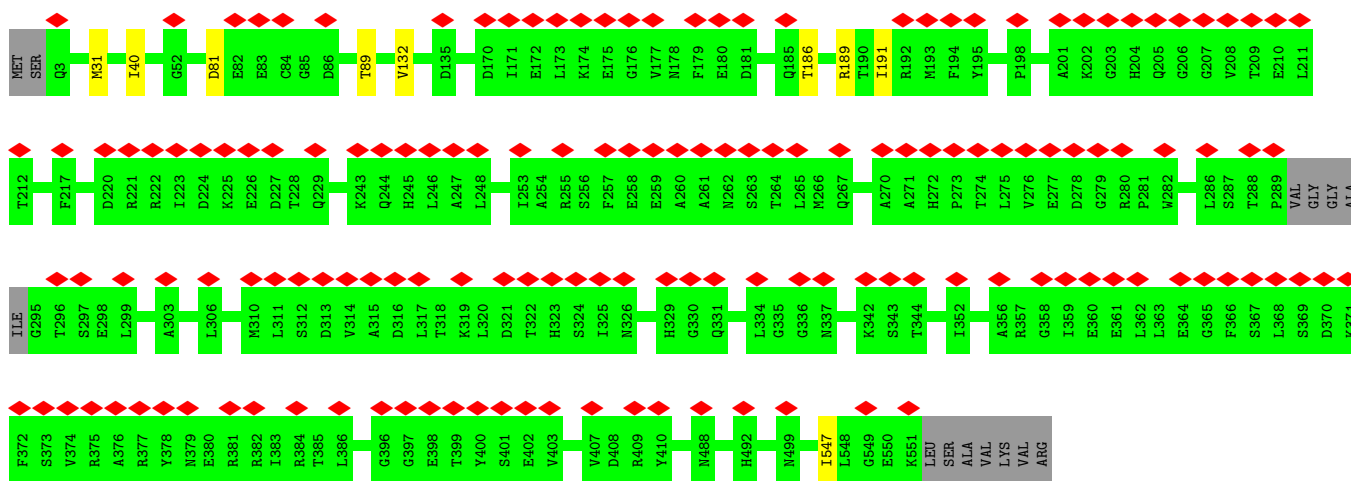 MET SER Q3 M31 I40 G52 D81 E82 E83 C84 G85 D86 T89 V132 D135 D170 I171 E172 L173 K174 E175 G176 V177 N178 F179 E180 D181 Q185 T186 R189 T190 I191 R192 M193 F194 Y195 P198 A201 K202 G203 H204 Q205 G206 G207 V208 T209 E210 L211
T212 F217 D220 R221 R222 I223 D224 K225 E226 D227 T228 Q229 K243 Q244 H245 L246 A247 L248 I253 A254 R255 S256 F257 E258 E259 A260 A261 N262 S263 T264 L265 M266 Q267 A270 A271 H272 P273 T274 L275 V276 E277 D278 G279 R280 P281 W282 L286 S287 T288 P289 VAL GLY GLY ALA
ILE G295 T296 S297 E298 L299 A303 L306 M310 L311 S312 D313 V314 A315 D316 L317 T318 K319 L320 D321 T322 H323 S324 I325 N326 H329 G330 Q331 L334 G335 G336 N337 K342 S343 T344 I352 A356 R357 G358 I359 E360 E361 L362 L363 E364 G365 F366 S367 L368 S369 D370 K371
F372 S373 V374 R375 A376 R377 Y378 N379 E380 R381 R382 I383 R384 T385 L386 G396 G397 E398 T399 Y400 S401 E402 V403 V407 D408 R409 Y410 N488 H492 N499 I547 L548 G549 E550 K551 LEU SER ALA VAL LYS VAL ARG